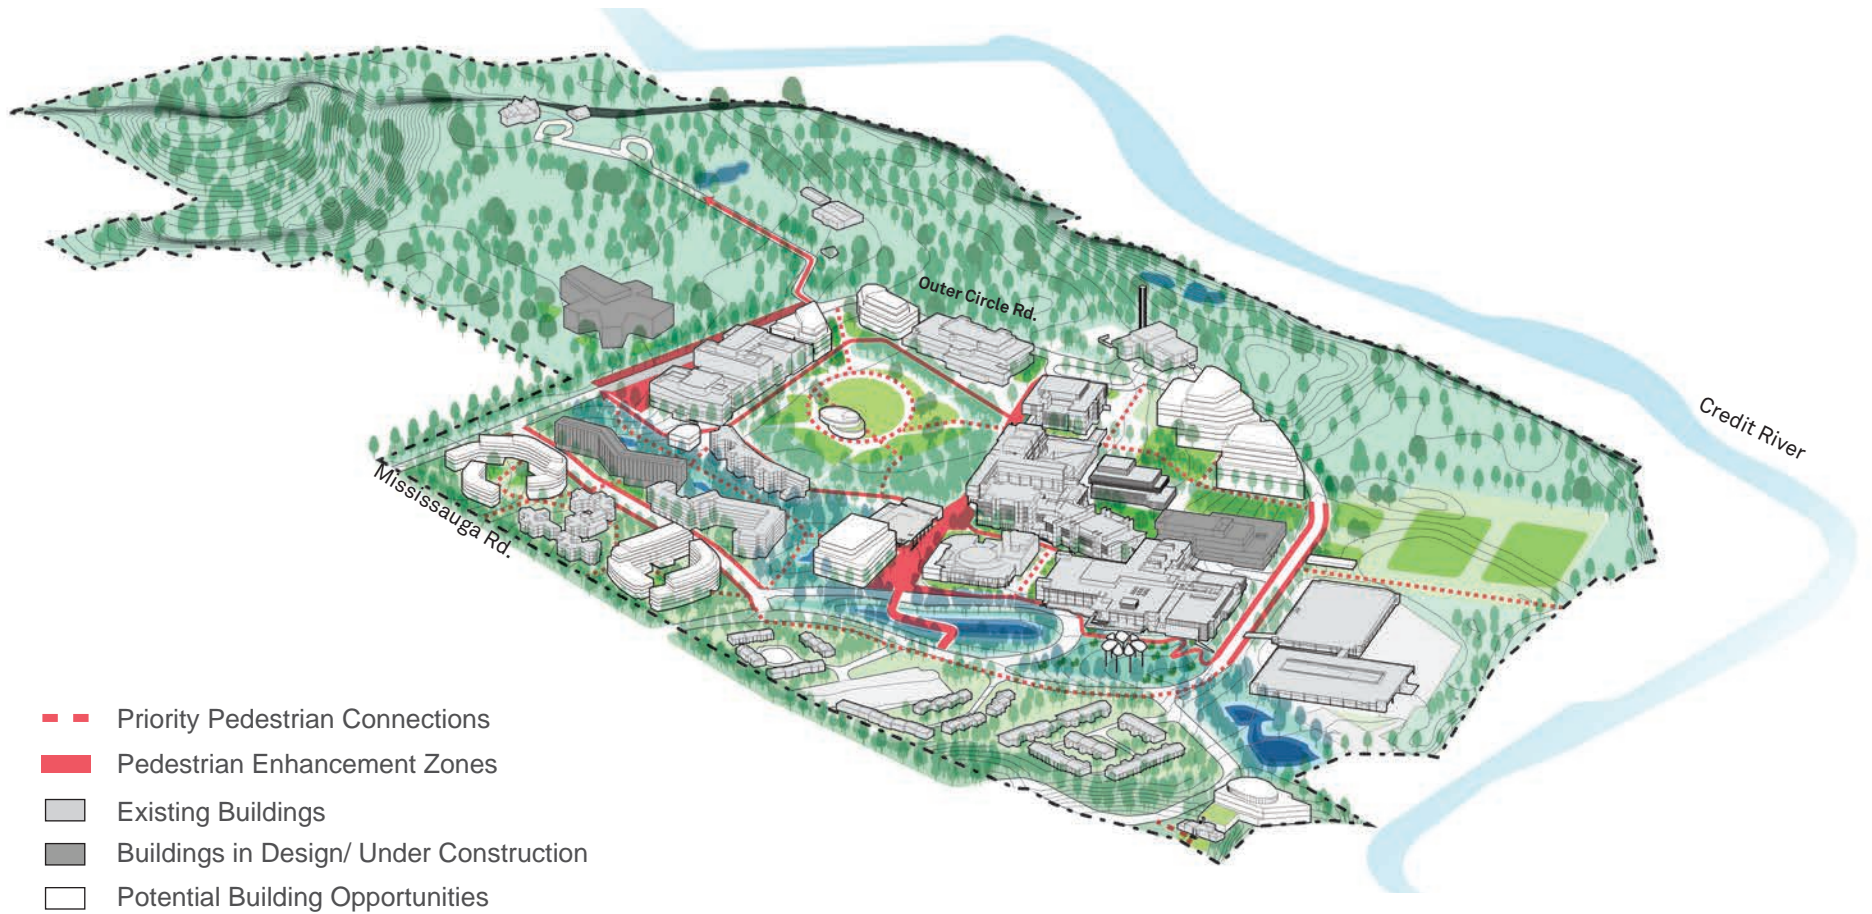 Outer Circle Rd.
Credit River
Mississauga Rd.
Priority Pedestrian Connections
Pedestrian Enhancement Zones
Existing Buildings
Buildings in Design/ Under Construction
Potential Building Opportunities